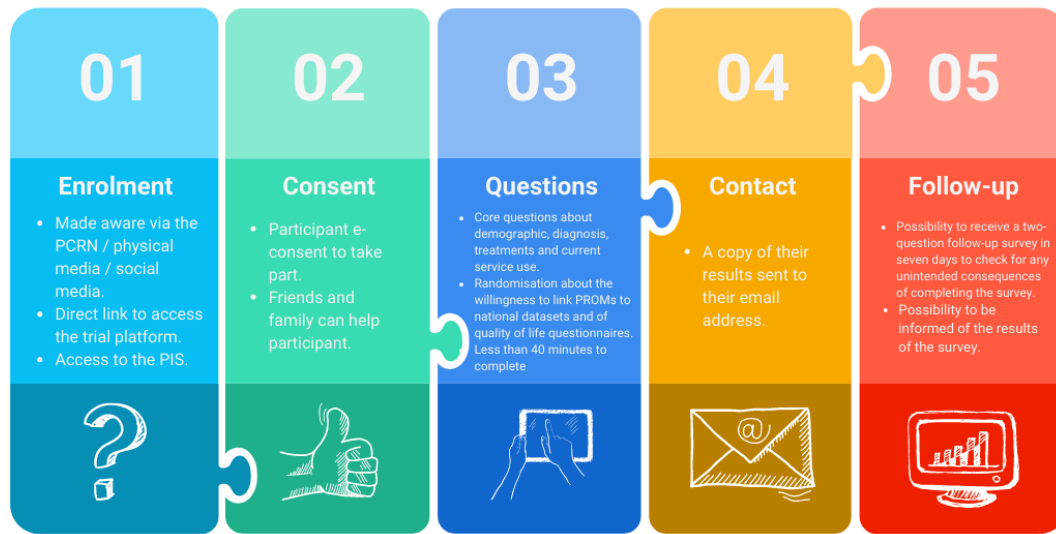 01
Enrolment
• Made aware via the
PCRN / physical
media / social
media.
• Direct link to access
the trial platform.
• Access to the PIS.
02
Consent
• Participant e-
consent to take
part.
• Friends and
family can help
participant.
03
Questions
• Core questions about
demographic, diagnosis,
treatments and current
service use.
• Randomisation about the
willingness to link PROMs to
national datasets and of
quality of life questionnaires.
Less than 40 minutes to
complete
04
Contact
• A copy of their
results sent to
their email
address.
@
05
Follow-up
• Possibility to receive a two-
question follow-up survey in
seven days to check for any
unintended consequences
of completing the survey.
• Possibility to be
informed of the results
of the survey.